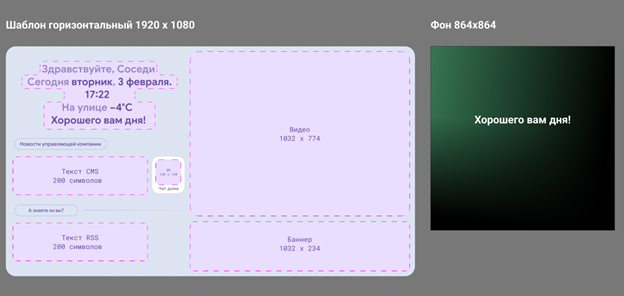 Шаблон горизонтальный 1920 x 1080
Фон 864x864
Здравствуйте, Соседи
Сегодня вторник, 3 февраля,
17:22
На улице −4°C
Хорошего вам дня!
Новости управляющей компании
Текст CMS
200 символов
Чат дома
А знаете ли вы?
Текст RSS
200 символов
Видео
1032 x 774
Баннер
1032 x 234
Хорошего вам дня!